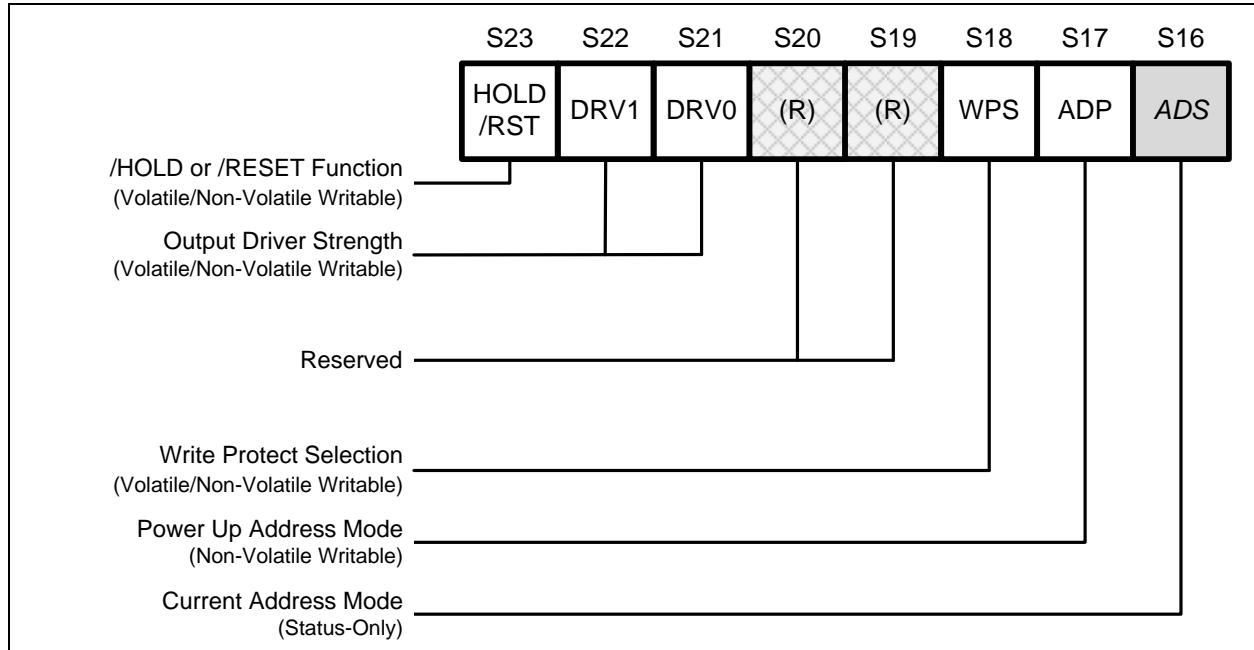 S23 S22 S21 S20 S19 S18 S17 S16
HOLD
/RST DRV1 DRV0 (R) (R) WPS ADP ADS
/HOLD or /RESET Function
(Volatile/Non-Volatile Writable)
Output Driver Strength
(Volatile/Non-Volatile Writable)
Reserved
Write Protect Selection
(Volatile/Non-Volatile Writable)
Power Up Address Mode
(Non-Volatile Writable)
Current Address Mode
(Status-Only)